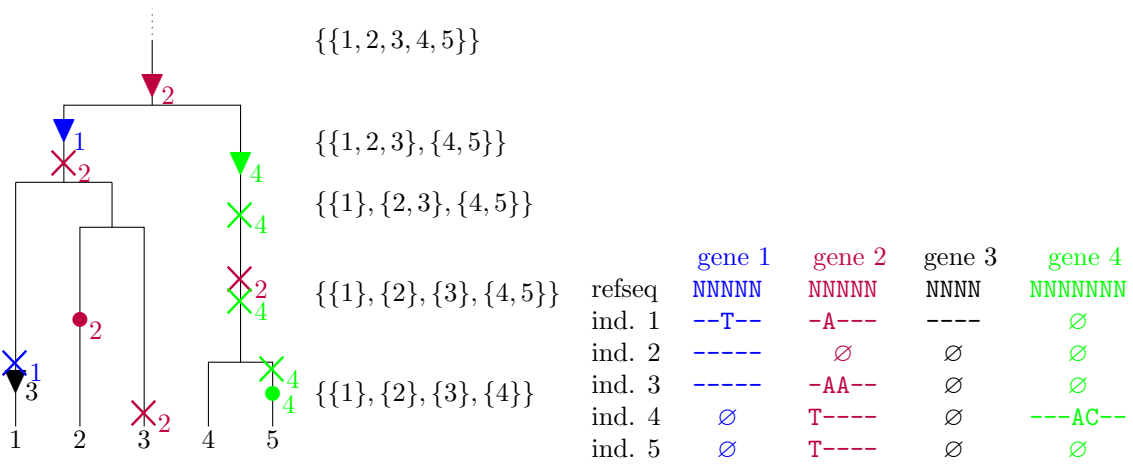 {{1, 2, 3, 4, 5}}
2
1
{{1, 2, 3}, {4, 5}}
2
4
{{1}, {2, 3}, {4, 5}}
4
2
{{1}, {2}, {3}, {4, 5}}
4
2
1
4
3
{{1}, {2}, {3}, {4}}
4
2
1 2 3 4 5
gene 1 gene 2 gene 3 gene 4
refseq NNNNN NNNNN NNNN NNNNNNN
ind. 1 --T-- -A--- ---- ∅
ind. 2 ----- ∅ ∅ ∅
ind. 3 ----- -AA-- ∅ ∅
ind. 4 ∅ T---- ∅ ---AC--
ind. 5 ∅ T---- ∅ ∅